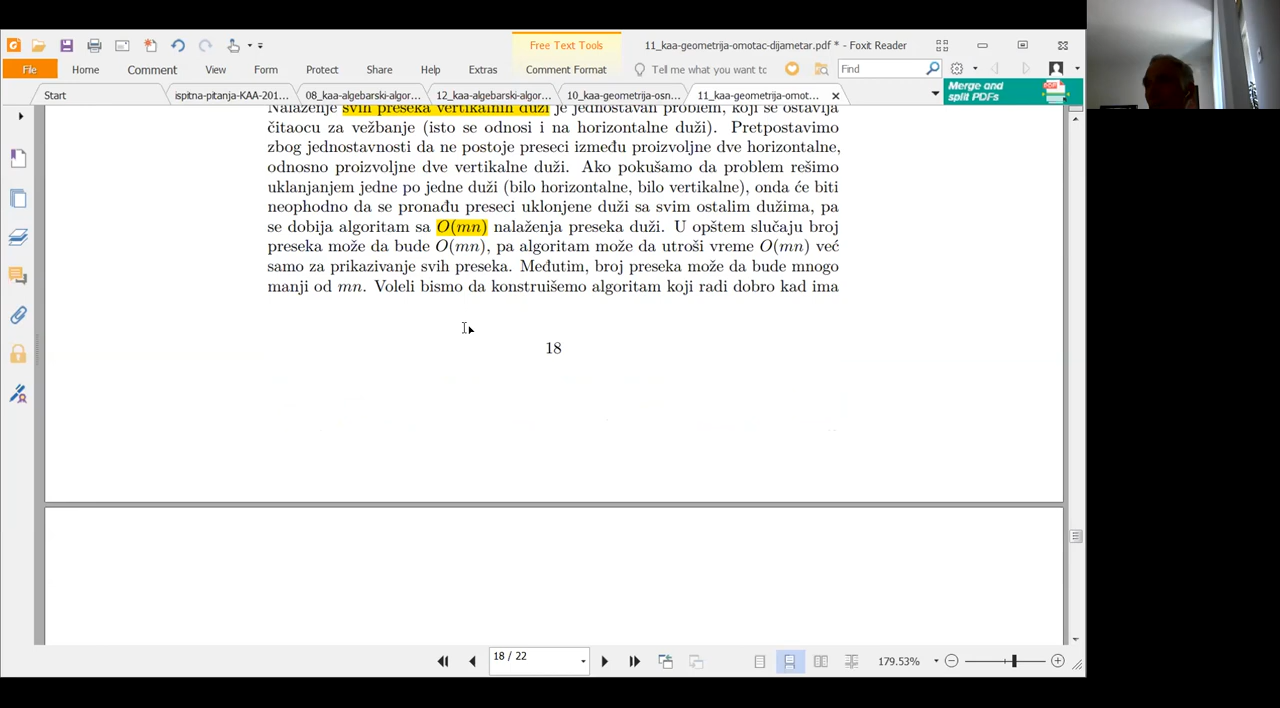 Free Text Tools
11_kaa-geometrija-omotac-dijametar.pdf * - Foxit Reader
File
Home
Comment
View
Form
Protect
Share
Help
Extras
Comment Format
Tell me what you want tc
Find
Start
ispitna-pitanja-KAA-201...
08_kaa-algebarski-algor...
12_kaa-algebarski-algor...
10_kaa-geometrija-osn...
11_kaa-geometrija-omot...
Merge and
split PDFs
Nalaženje svih preseka vertikalnih duži je jednostavan problem, koji se ostavlja
čitaocu za vežbanje (isto se odnosi i na horizontalne duži). Pretpostavimo
zbog jednostavnosti da ne postoje preseci između proizvoljne dve horizontalne,
odnosno proizvoljne dve vertikalne duži. Ako pokušamo da problem rešimo
uklanjanjem jedne po jedne duži (bilo horizontalne, bilo vertikalne), onda će biti
neophodno da se pronađu preseci uklonjene duži sa svim ostalim dužima, pa
se dobija algoritam sa O(mn) nalaženja preseka duži. U opštem slučaju broj
preseka može da bude O(mn), pa algoritam može da utroši vreme O(mn) već
samo za prikazivanje svih preseka. Međutim, broj preseka može da bude mnogo
manji od mn. Voleli bismo da konstruišemo algoritam koji radi dobro kad ima
18
18 / 22
179.53%